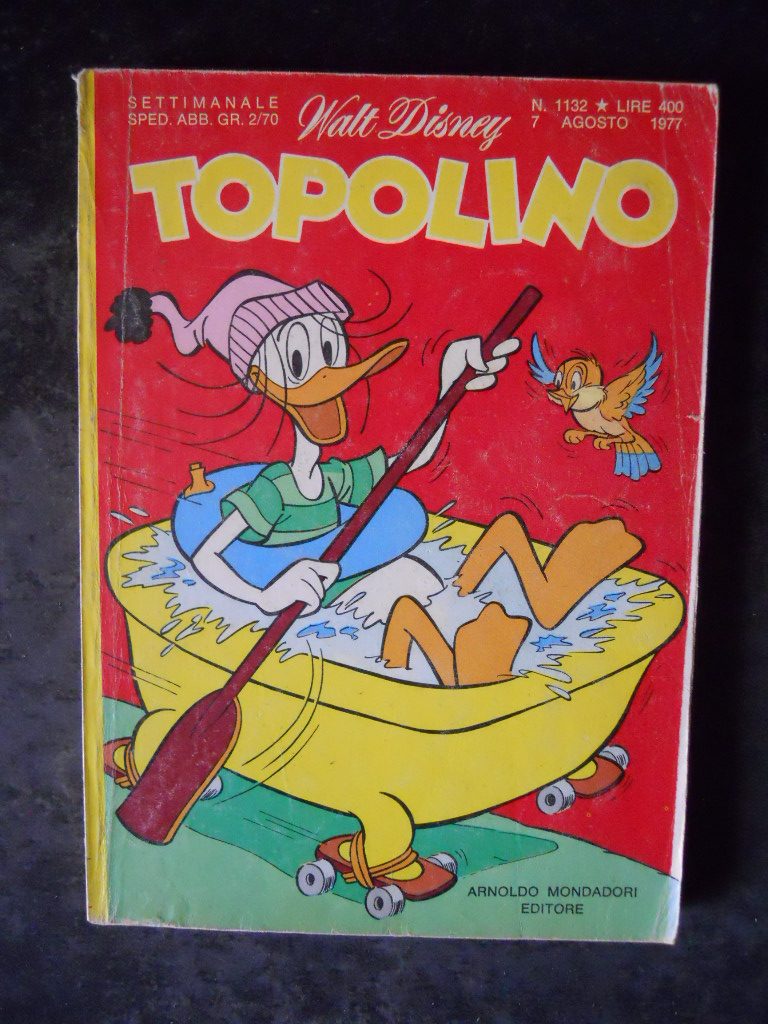 SETTIMANALE
SPED. ABB. GR. 2/70
Walt Disney
N. 1132 ★ LIRE 400
7 AGOSTO 1977
TOPOLINO
ARNOLDO MONDADORI
EDITORE